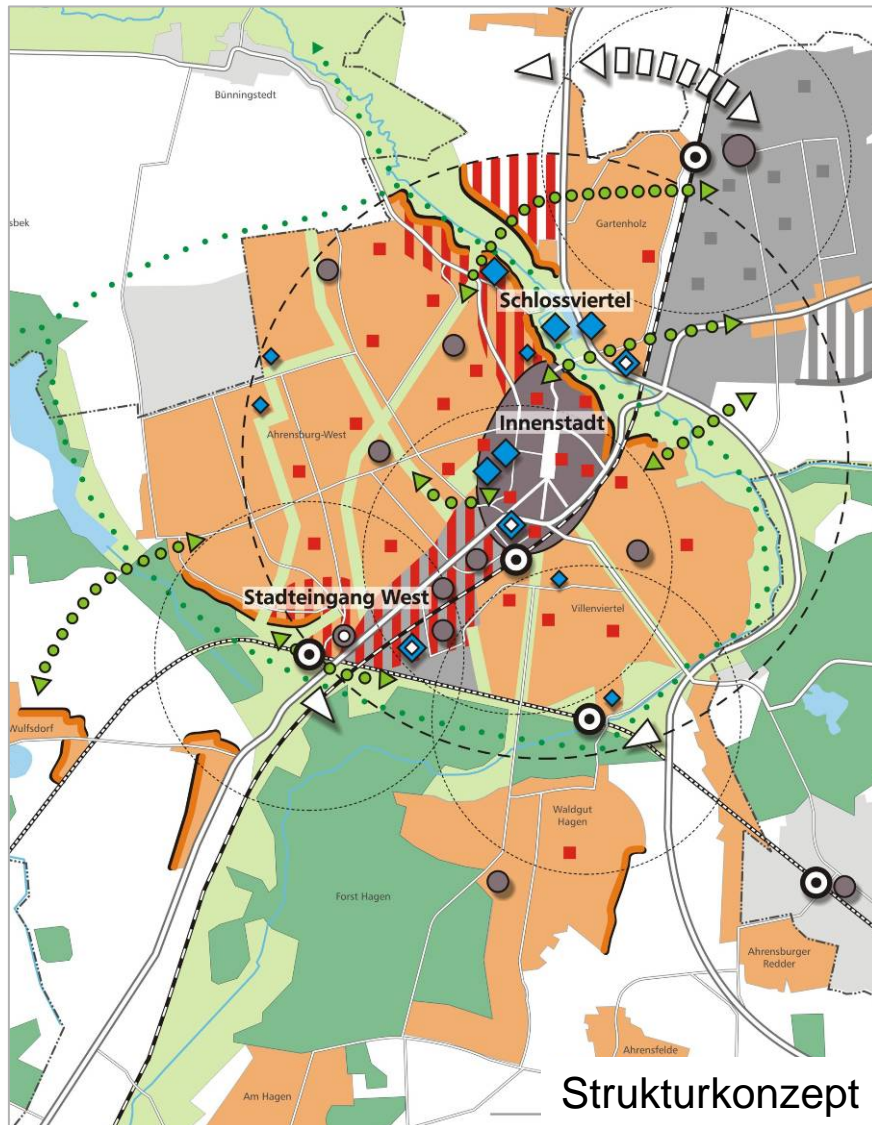 Bünningstedt
sbek
Gartenholz
Schlossviertel
Innenstadt
Ahrensburg-West
Stadteingang West
Villenviertel
Wulfsdorf
Waldgut
Hagen
Forst Hagen
Ahrensburger
Redder
Ahrensfelde
Am Hagen
Strukturkonzept